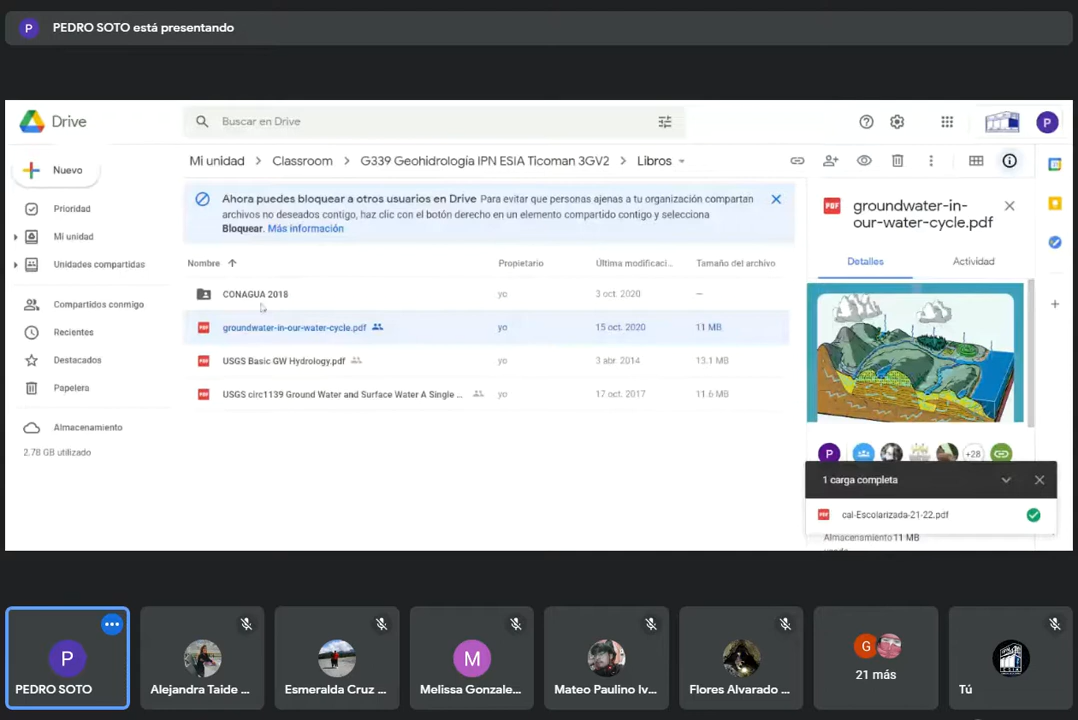 P PEDRO SOTO está presentando
Drive
Buscar en Drive
P
Nuevo
Mi unidad > Classroom > G339 Geohidrología IPN ESIA Ticoman 3GV2 > Libros
Prioridad
Mi unidad
Unidades compartidas
Compartidos conmigo
Recientes
Destacados
Papelera
Almacenamiento
2.78 GB utilizado
Ahora puedes bloquear a otros usuarios en Drive Para evitar que personas ajenas a tu organización compartan
archivos no deseados contigo, haz clic con el botón derecho en un elemento compartido contigo y selecciona
Bloquear. Más información
Nombre Propietario Última modificaci... Tamaño del archivo
CONAGUA 2018 yo 3 oct. 2020 —
PDF groundwater-in-our-water-cycle.pdf yo 15 oct. 2020 11 MB
PDF USGS Basic GW Hydrology.pdf yo 3 abr. 2014 13.1 MB
PDF USGS circ1139 Ground Water and Surface Water A Single ... yo 17 oct. 2017 11.6 MB
PDF groundwater-in-
our-water-cycle.pdf
Detalles Actividad
P +28
1 carga completa
PDF cal-Escolarizada-21-22.pdf
Almacenamiento 11 MB
P
PEDRO SOTO
Alejandra Taide ...
Esmeralda Cruz ...
M
Melissa Gonzale...
Mateo Paulino Iv...
Flores Alvarado ...
G
21 más
Tú